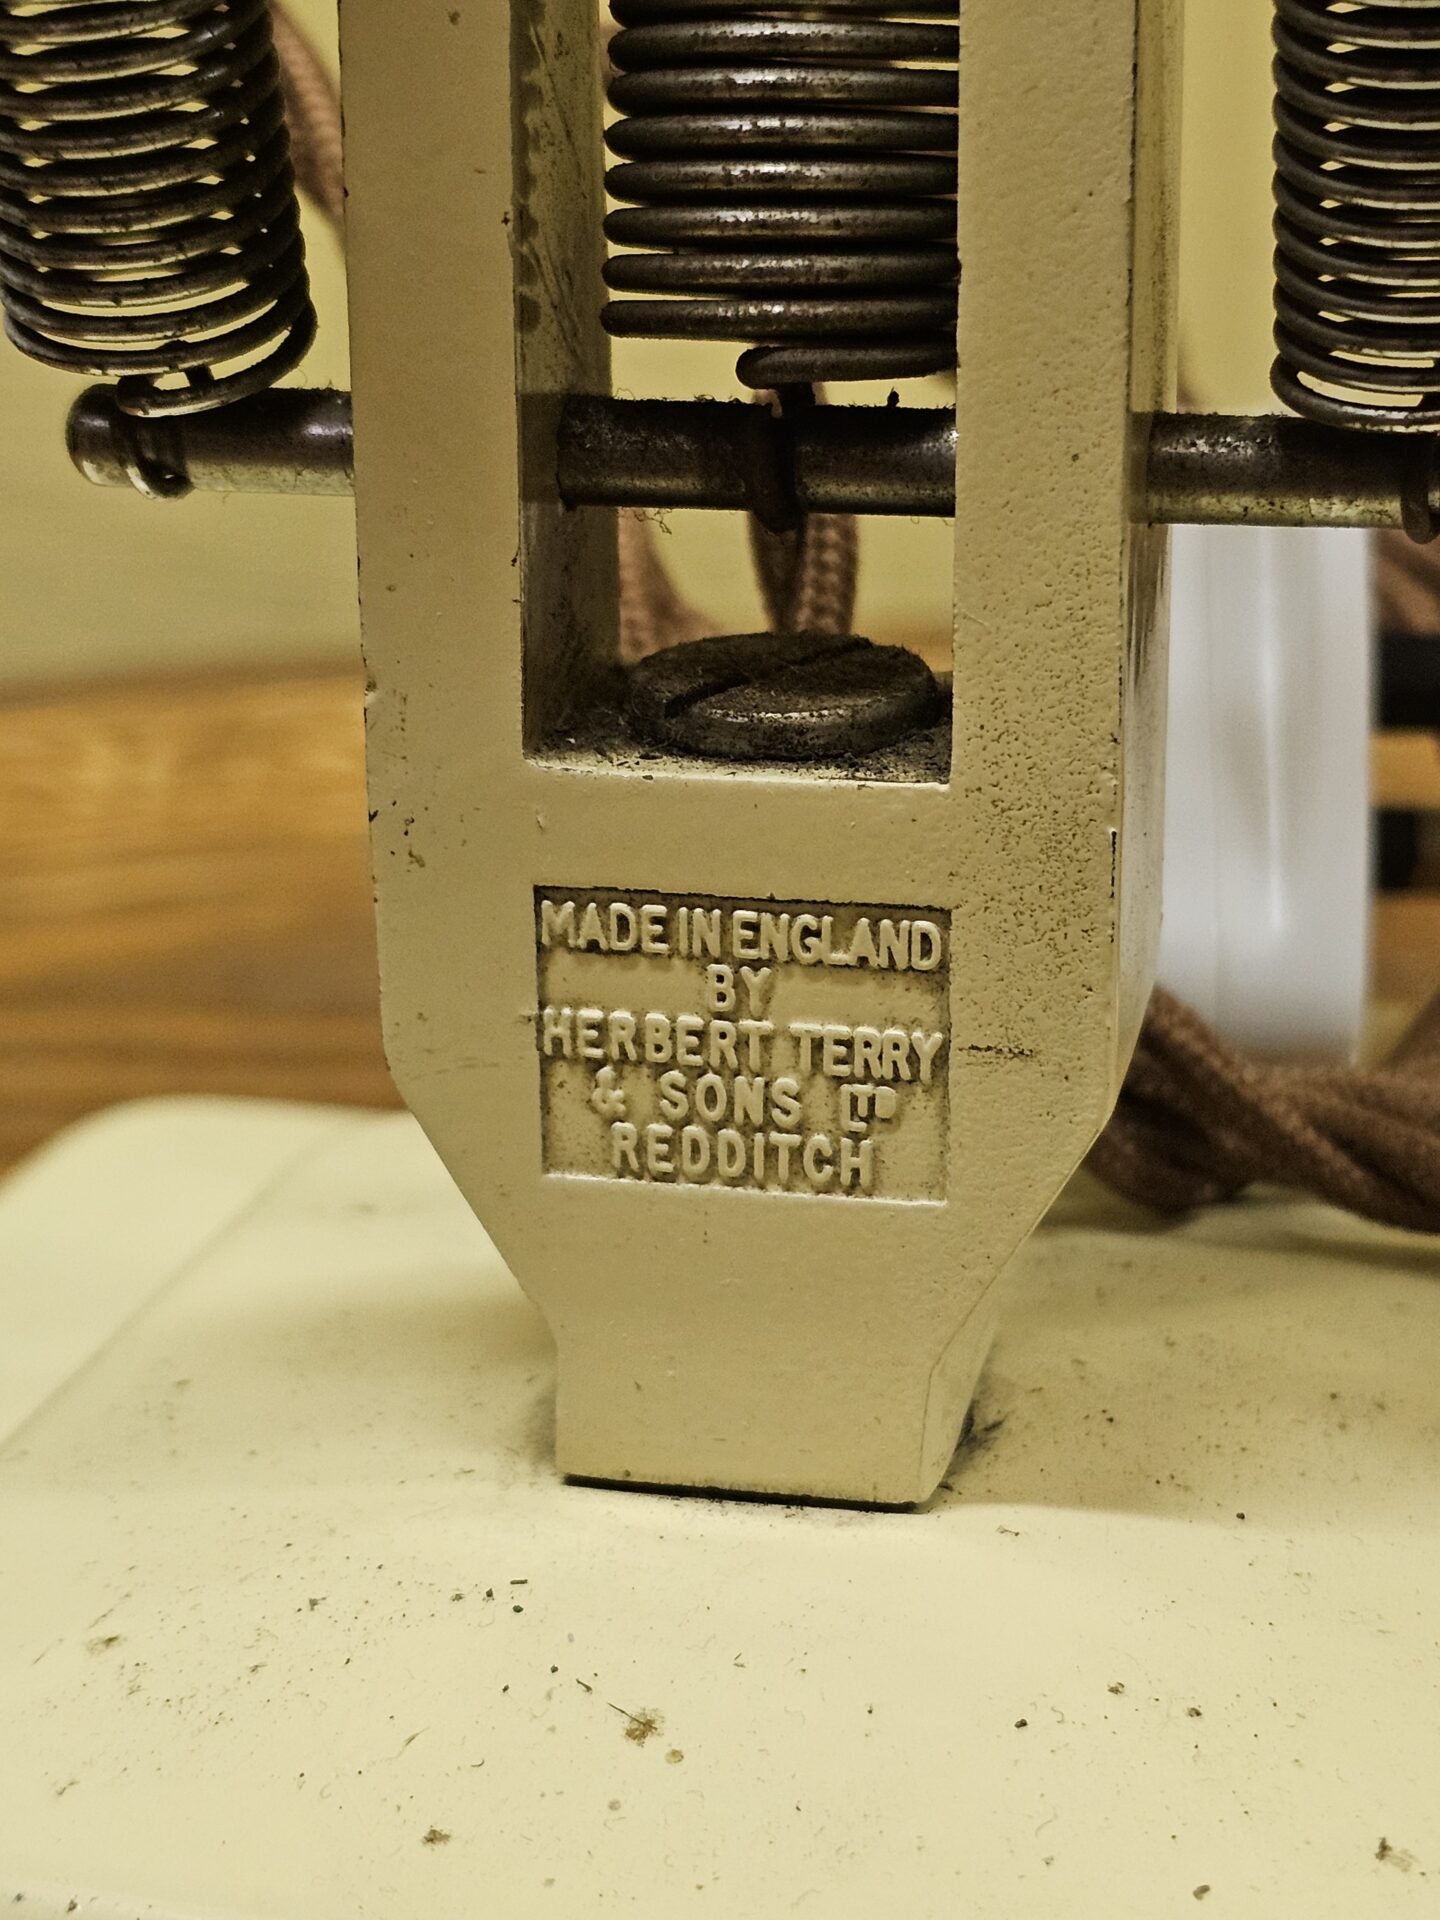 MADE IN ENGLAND
BY
HERBERT TERRY
& SONS LTD
REDDITCH